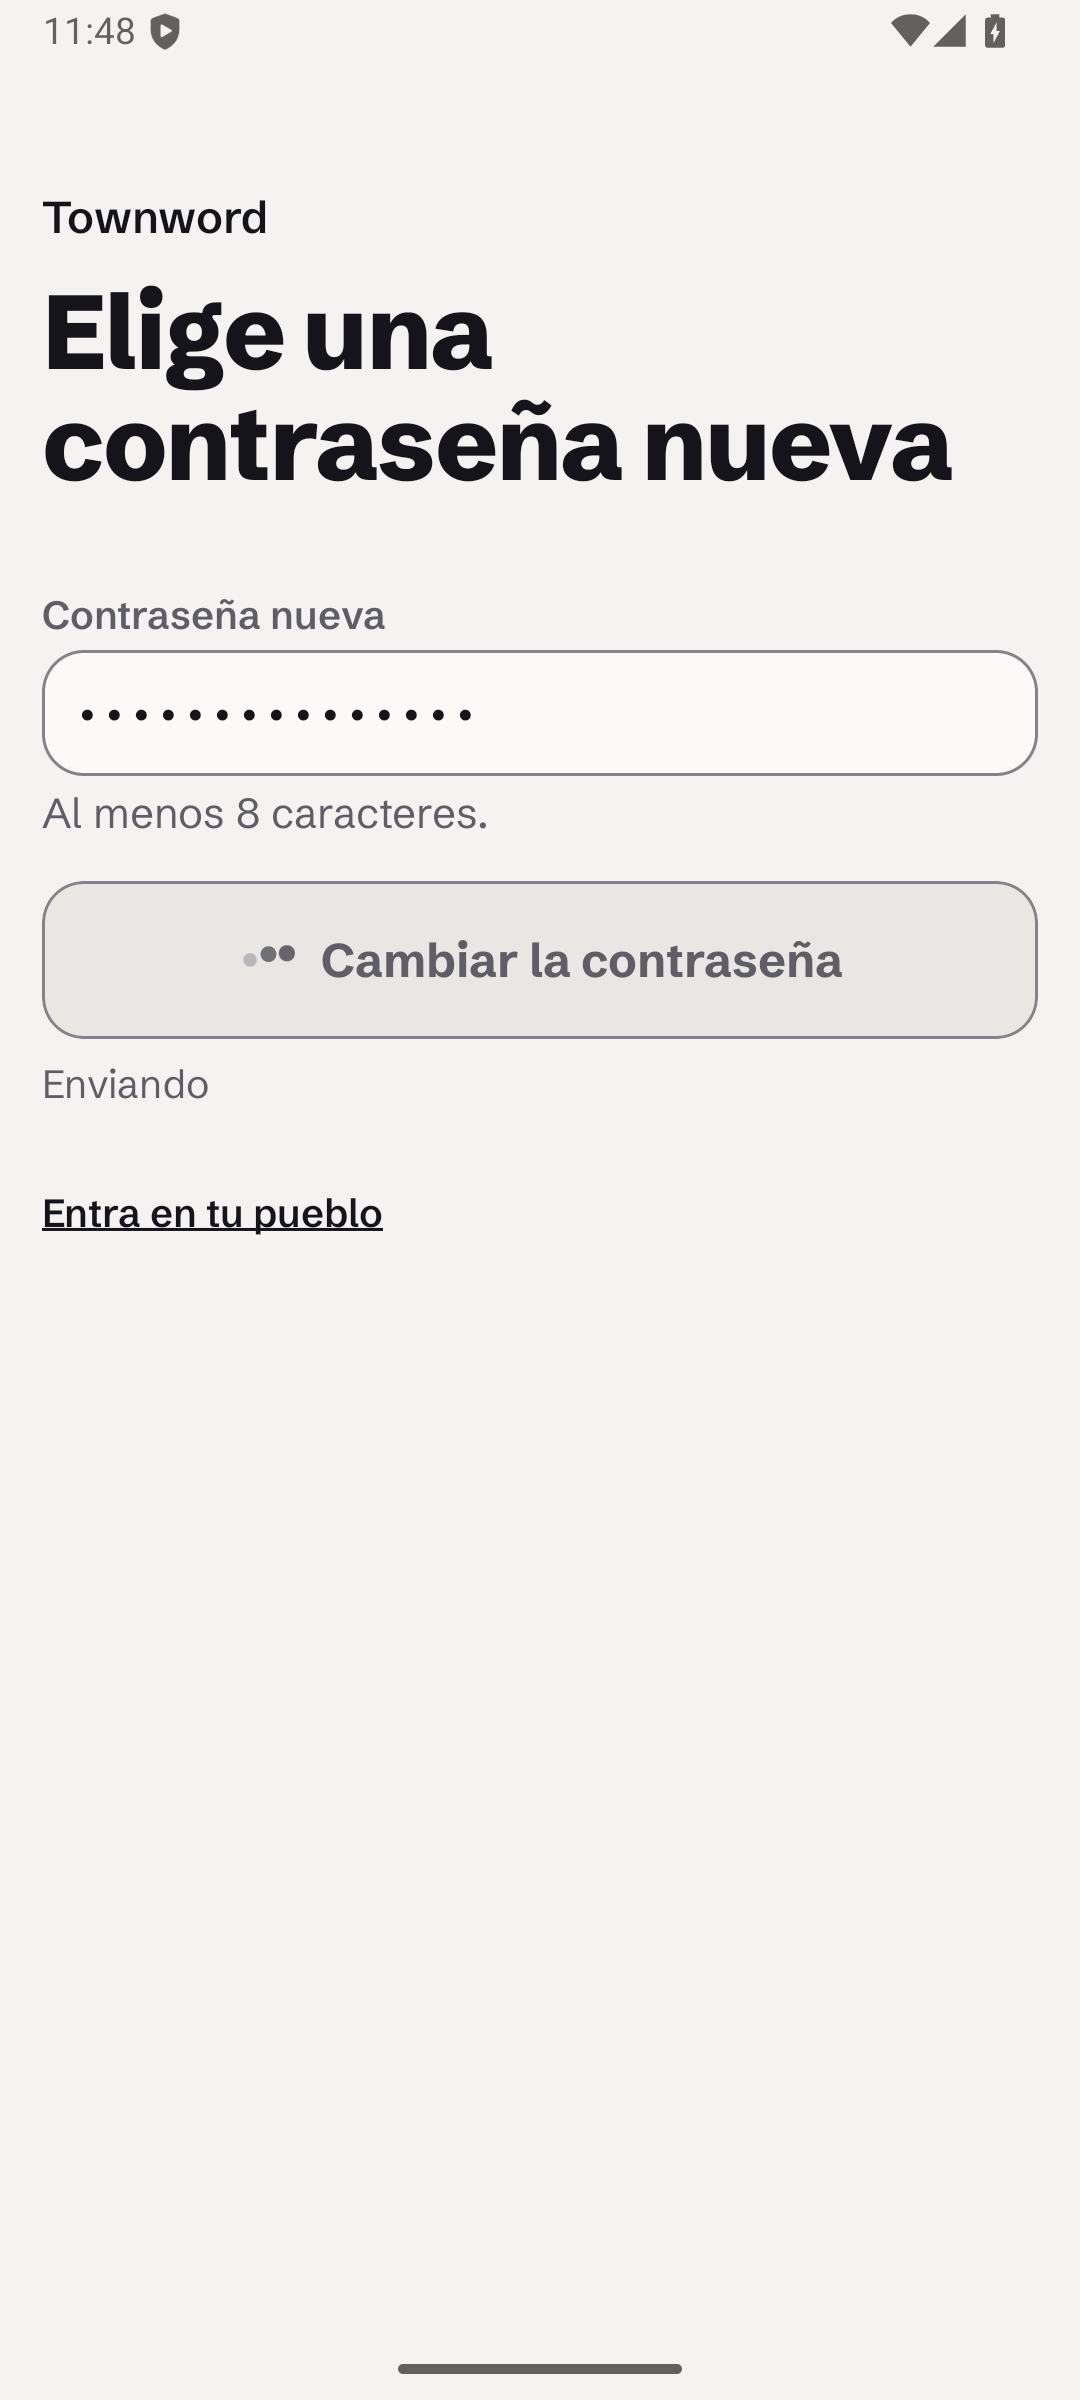 11:48
Townword
Elige una
contraseña nueva
Contraseña nueva
•••••••••••••••
Al menos 8 caracteres.
Cambiar la contraseña
Enviando
Entra en tu pueblo